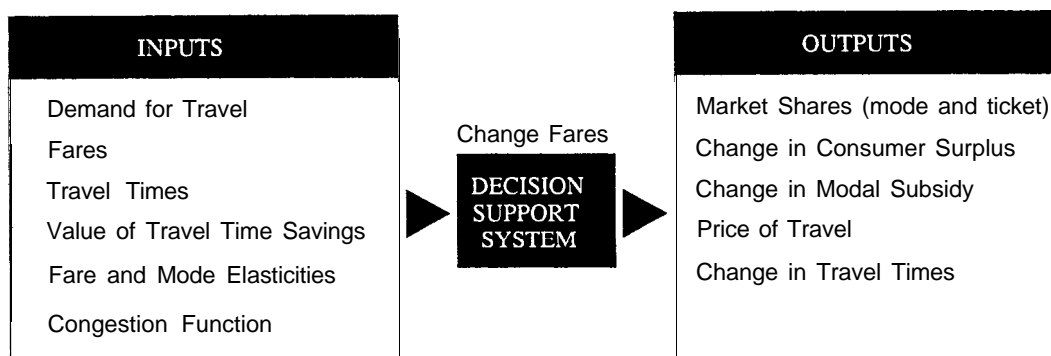 INPUTS
Demand for Travel
Fares
Travel Times
Value of Travel Time Savings
Fare and Mode Elasticities
Congestion Function
Change Fares
DECISION
SUPPORT
SYSTEM
OUTPUTS
Market Shares (mode and ticket)
Change in Consumer Surplus
Change in Modal Subsidy
Price of Travel
Change in Travel Times